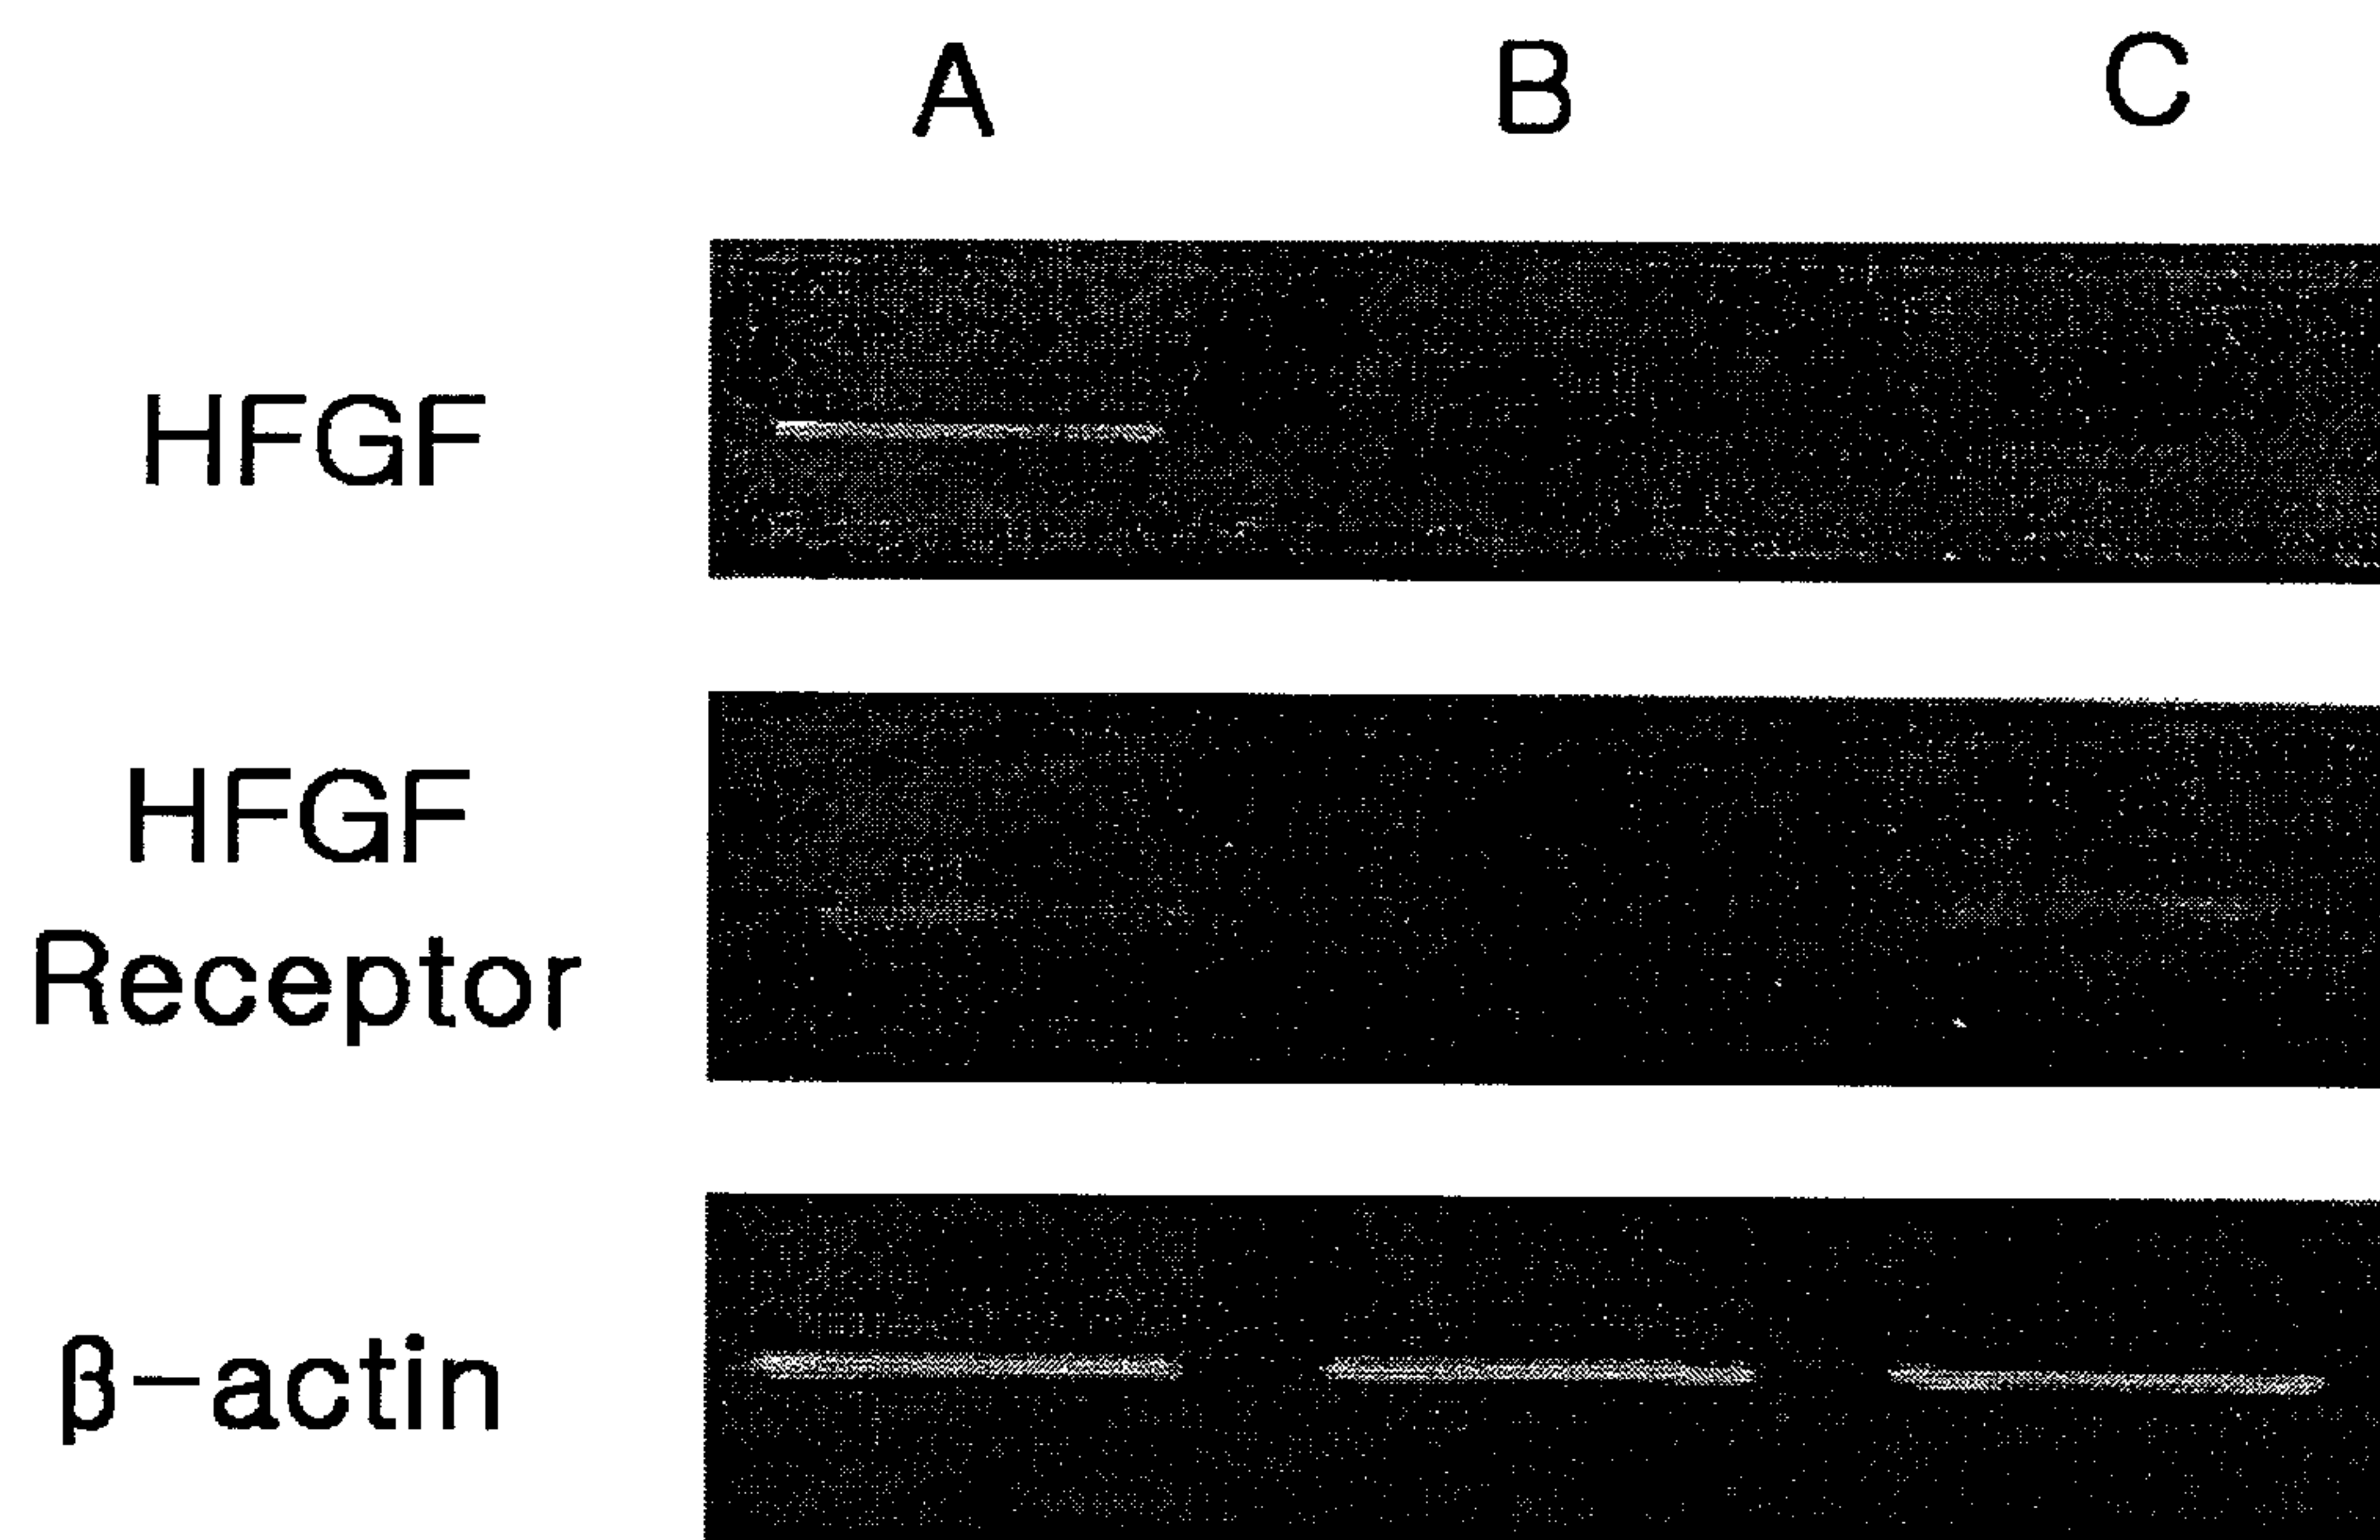 A B C
HFGF
HFGF
Receptor
β-actin